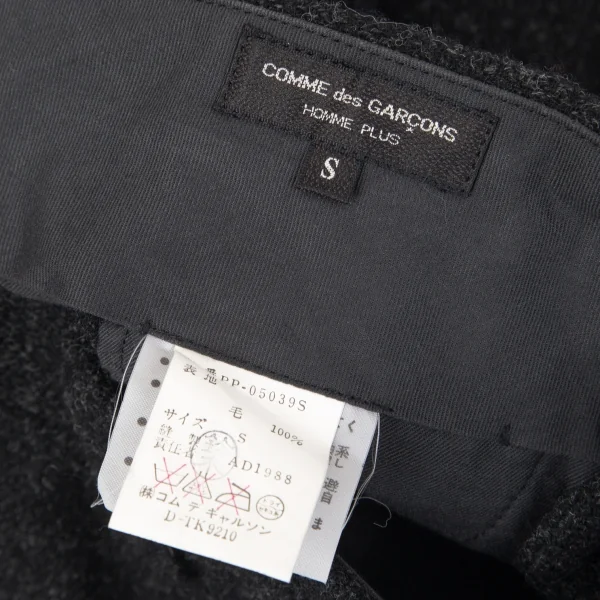 COMME des GARÇONS
HOMME PLUS
S
表地 PP-05039S
毛 100%
サイズ S
AD1988
㈱コム デ ギャルソン
D-TK9210